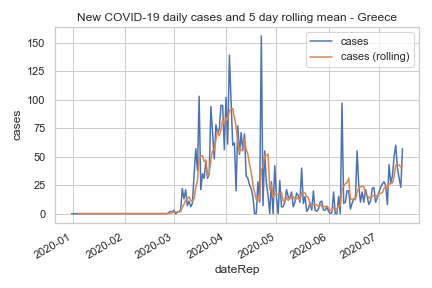 New COVID-19 daily cases and 5 day rolling mean - Greece
cases
cases (rolling)
cases
150
125
100
75
50
25
0
2020-01
2020-02
2020-03
2020-04
2020-05
2020-06
2020-07
dateRep